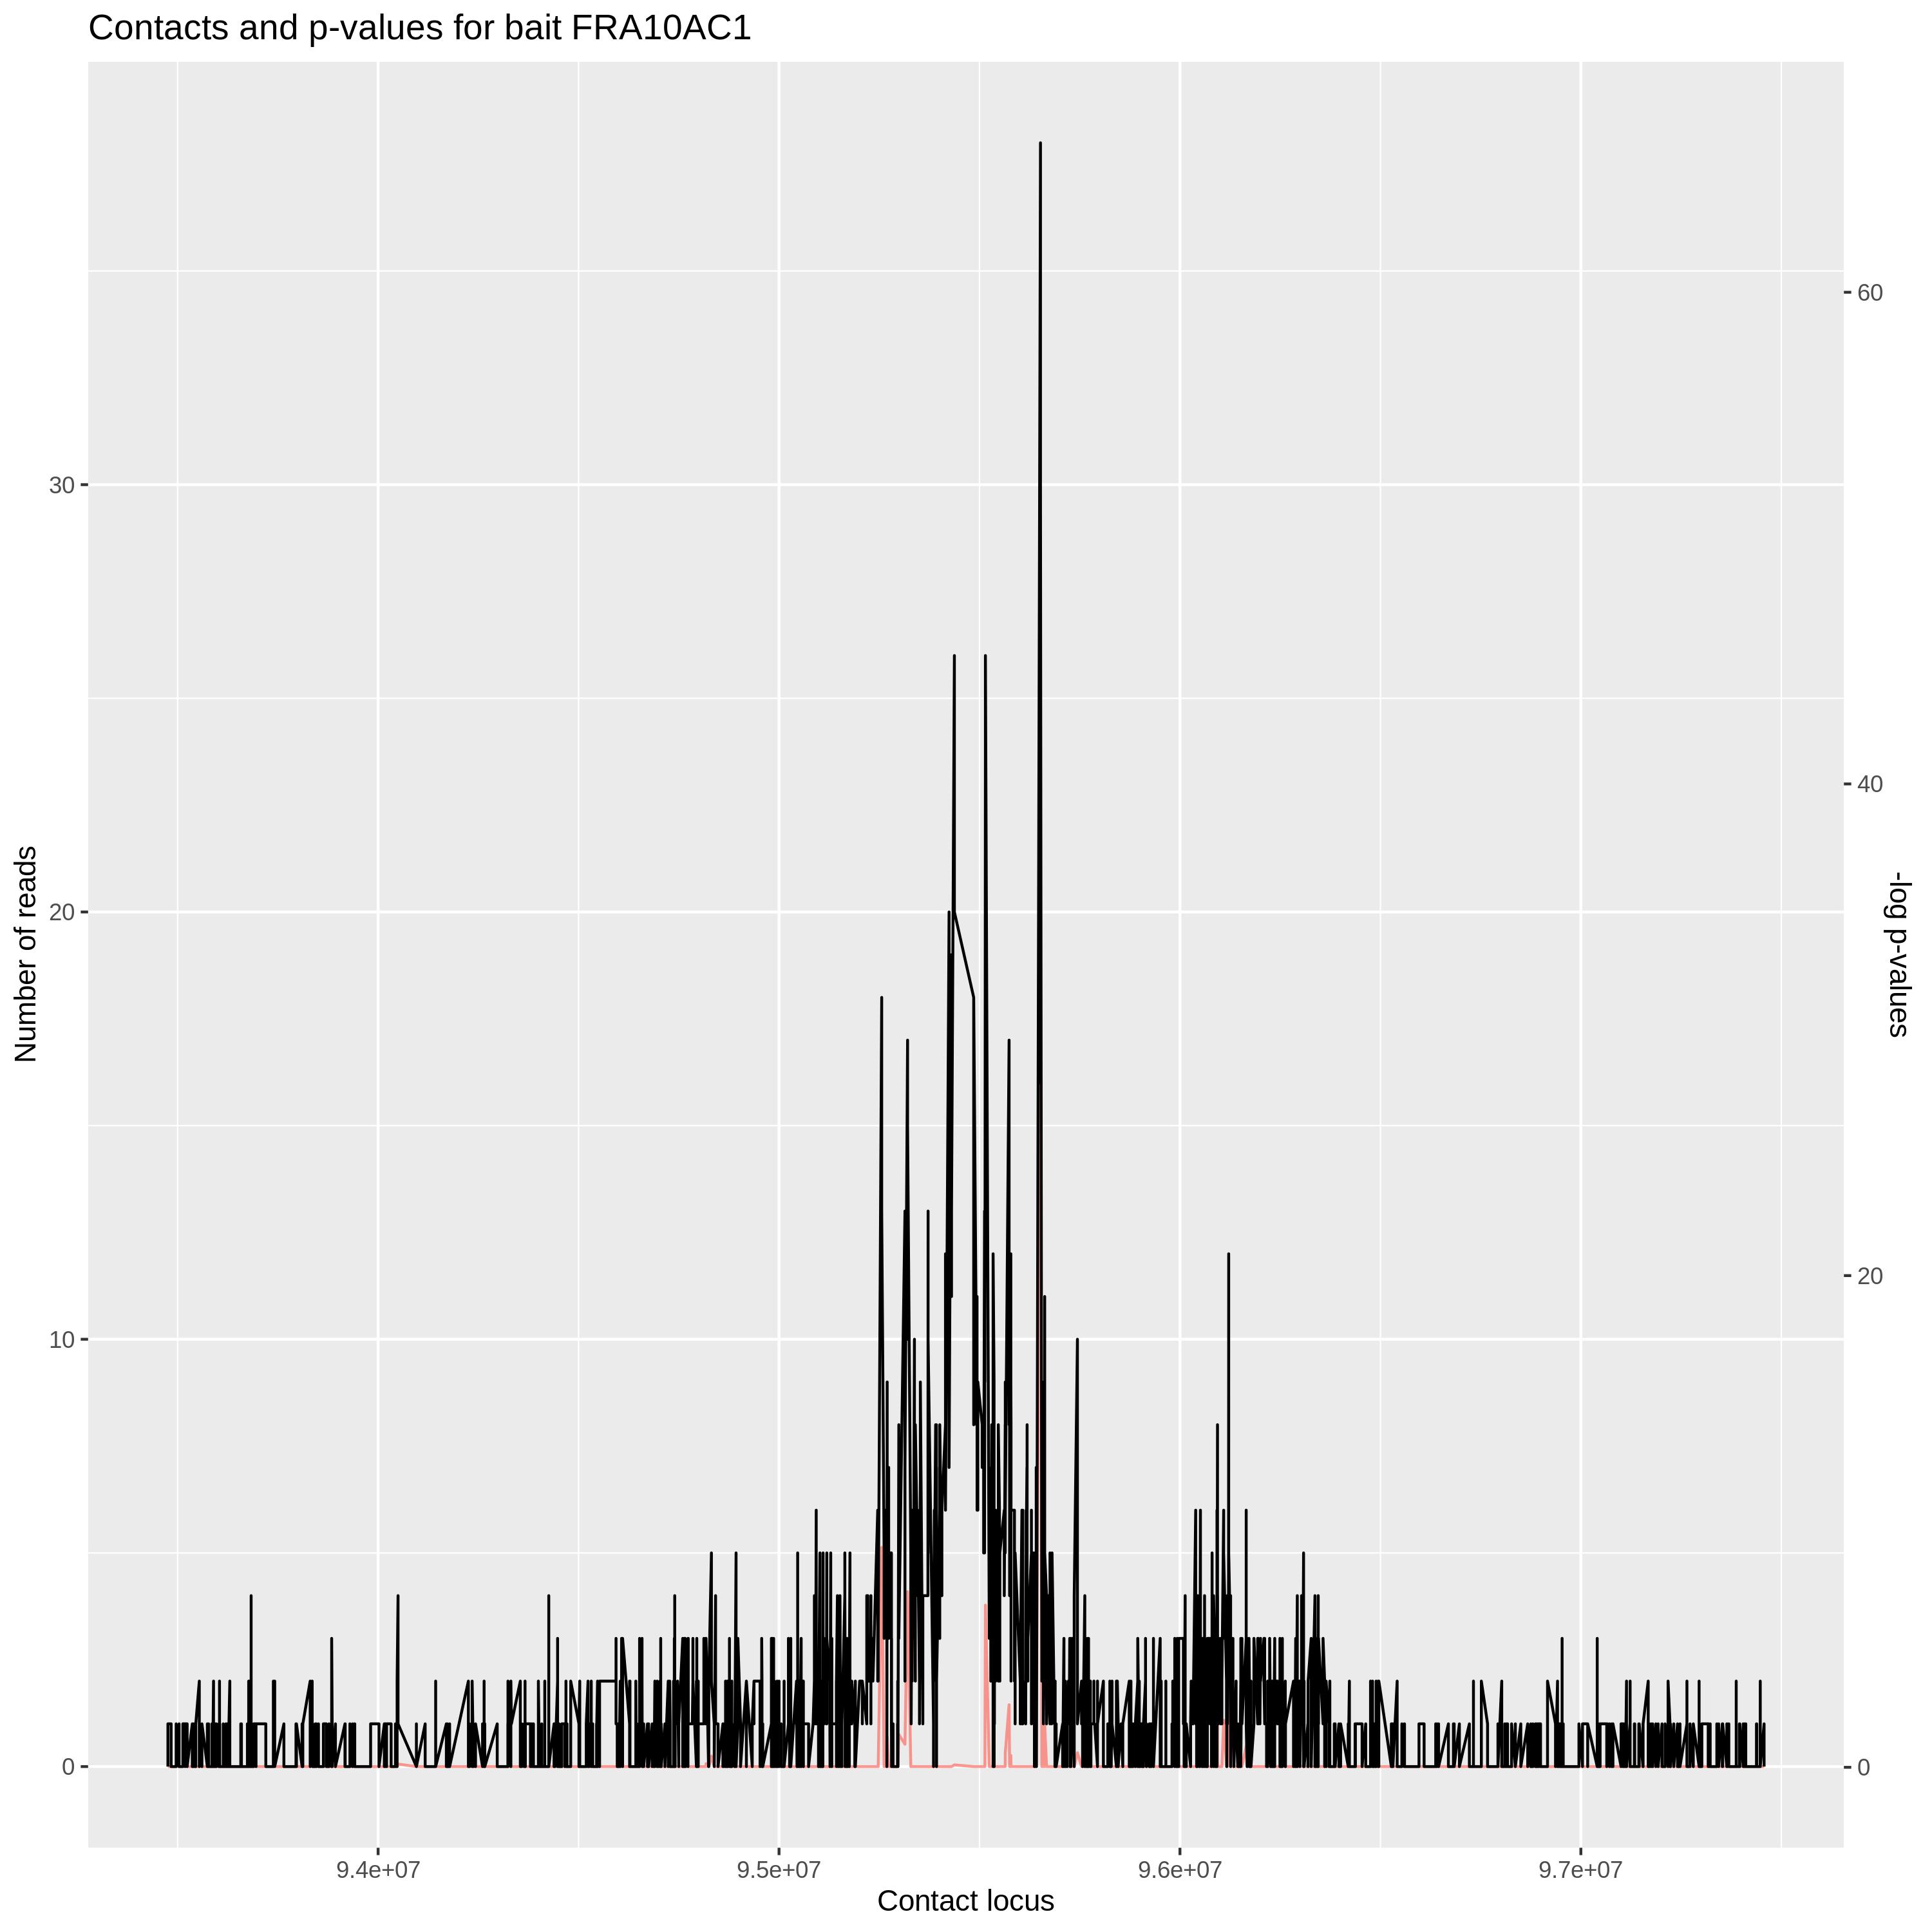 Contacts and p-values for bait FRA10AC1
Number of reads
30
20
10
0
60
40
20
0
-log p-values
9.4e+07 9.5e+07 9.6e+07 9.7e+07
Contact locus